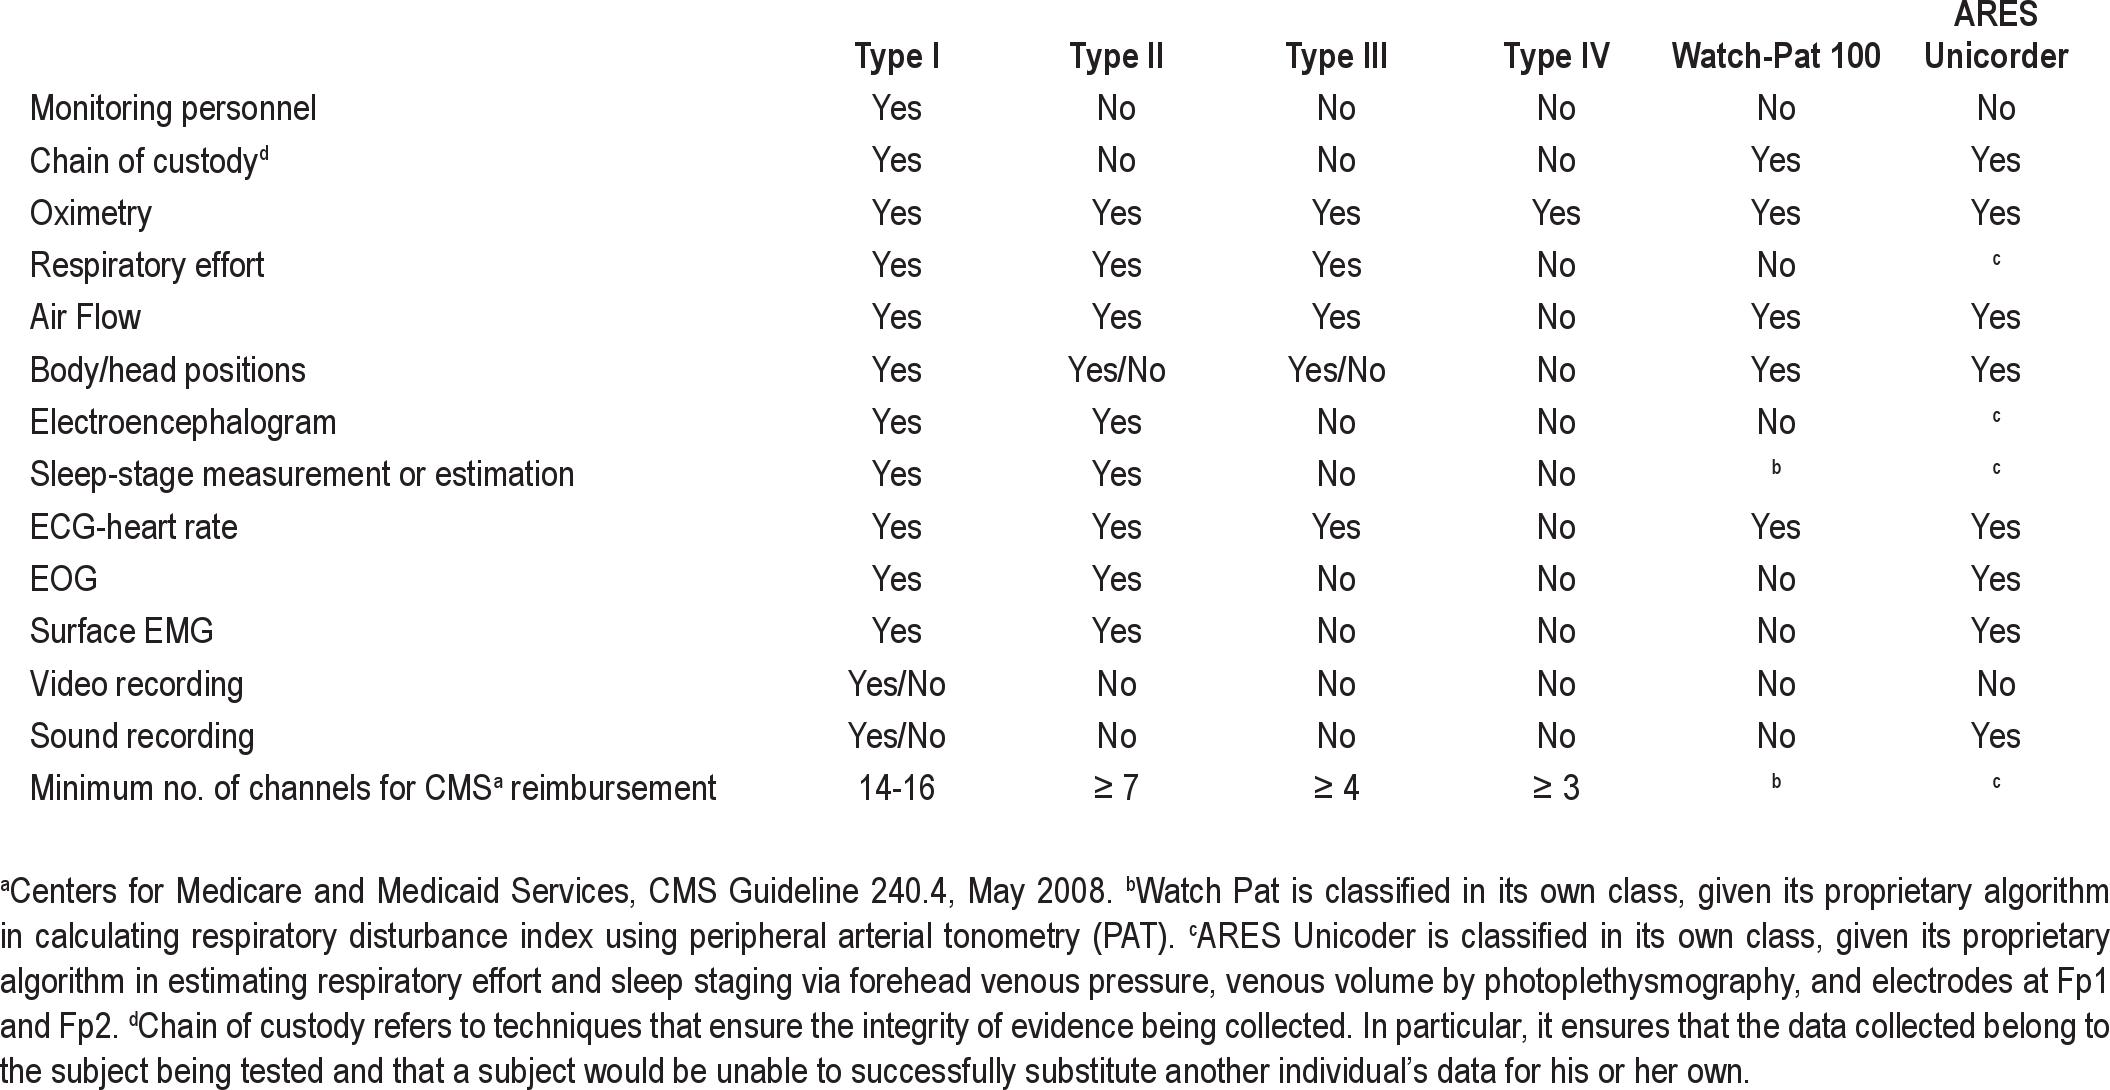 ARES
Type I Type II Type III Type IV Watch-Pat 100 Unicorder
Monitoring personnel Yes No No No No No
Chain of custodyᵈ Yes No No No Yes Yes
Oximetry Yes Yes Yes Yes Yes Yes
Respiratory effort Yes Yes Yes No No ᶜ
Air Flow Yes Yes Yes No Yes Yes
Body/head positions Yes Yes/No Yes/No No Yes Yes
Electroencephalogram Yes Yes No No No ᶜ
Sleep-stage measurement or estimation Yes Yes No No ᵇ ᶜ
ECG-heart rate Yes Yes Yes No Yes Yes
EOG Yes Yes No No No Yes
Surface EMG Yes Yes No No No Yes
Video recording Yes/No No No No No No
Sound recording Yes/No No No No No Yes
Minimum no. of channels for CMSᵃ reimbursement 14-16 ≥ 7 ≥ 4 ≥ 3 ᵇ ᶜ
ᵃCenters for Medicare and Medicaid Services, CMS Guideline 240.4, May 2008. ᵇWatch Pat is classified in its own class, given its proprietary algorithm
in calculating respiratory disturbance index using peripheral arterial tonometry (PAT). ᶜARES Unicoder is classified in its own class, given its proprietary
algorithm in estimating respiratory effort and sleep staging via forehead venous pressure, venous volume by photoplethysmography, and electrodes at Fp1
and Fp2. ᵈChain of custody refers to techniques that ensure the integrity of evidence being collected. In particular, it ensures that the data collected belong to
the subject being tested and that a subject would be unable to successfully substitute another individual’s data for his or her own.